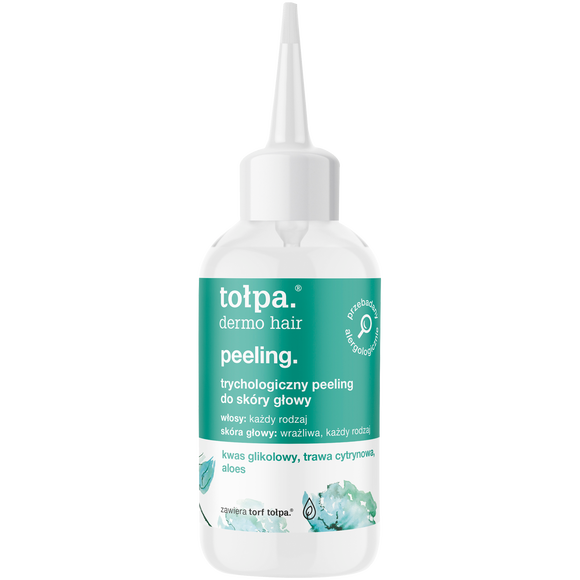 tołpa.®
dermo hair
przebadany
alergologicznie
peeling.
trychologiczny peeling
do skóry głowy
włosy: każdy rodzaj
skóra głowy: wrażliwa, każdy rodzaj
kwas glikolowy, trawa cytrynowa,
aloes
zawiera torf tołpa.®